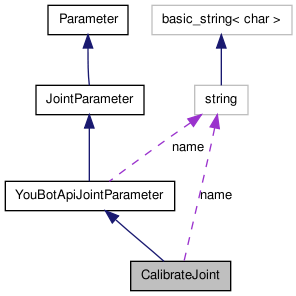 Parameter
basic_string< char >
JointParameter
string
name
YouBotApiJointParameter
name
CalibrateJoint